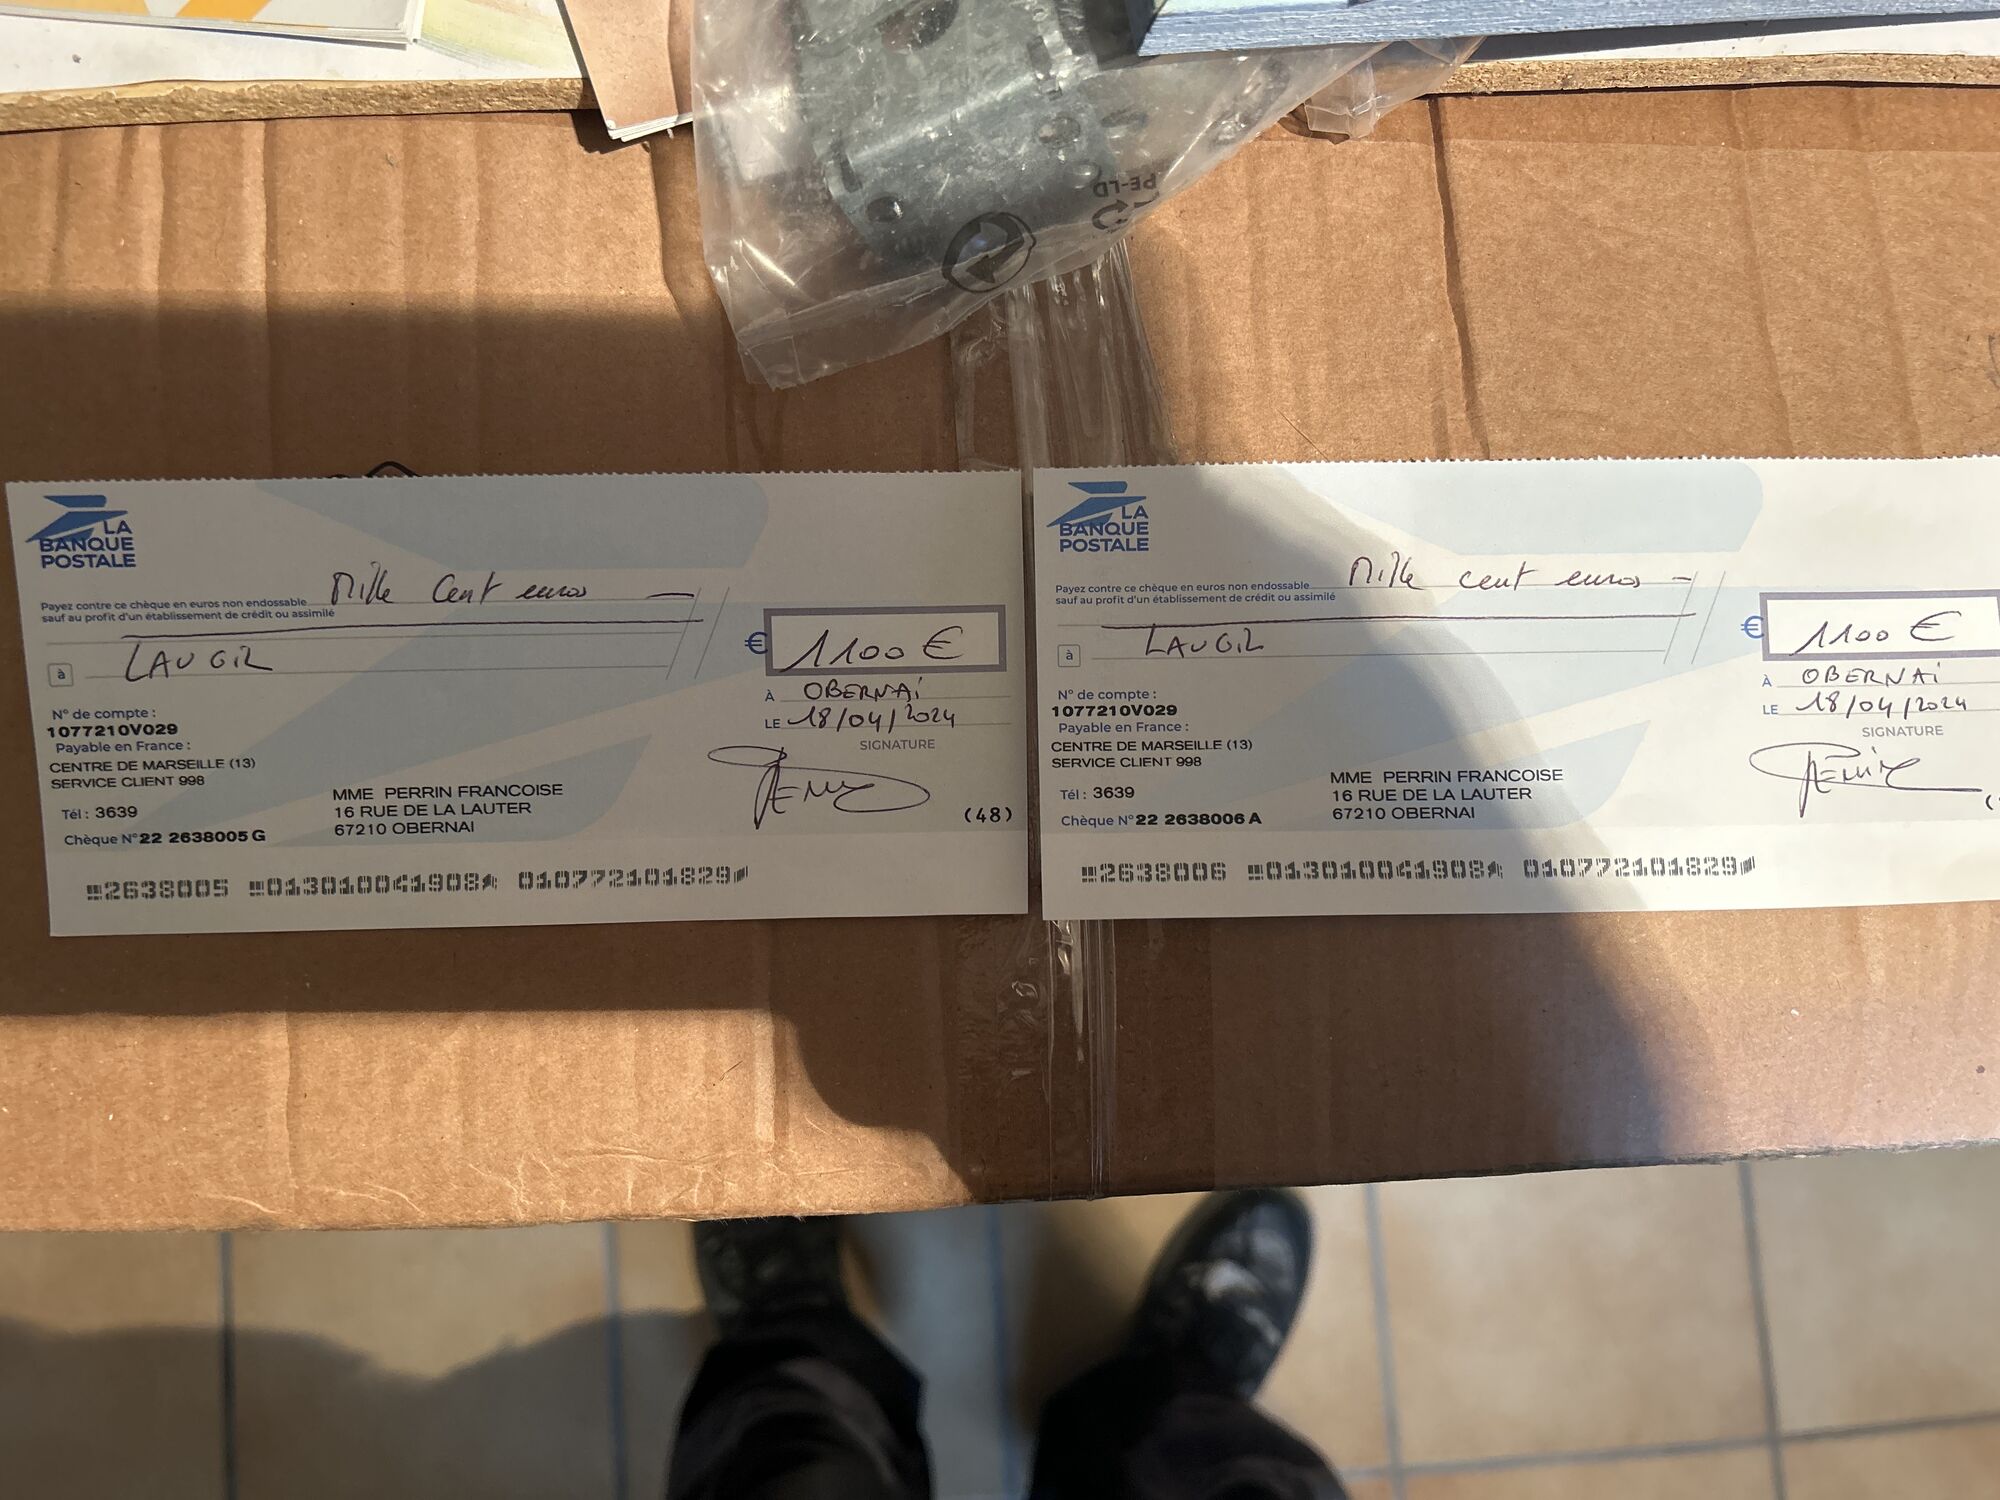 PE-LD
LA
BANQUE
POSTALE
Payez contre ce chèque en euros non endossable Mille Cent euros
sauf au profit d'un établissement de crédit ou assimilé
à LAUGIL
€ 1100 €
À OBERNAI
LE 18/04/2024
SIGNATURE
N° de compte :
1077210V029
Payable en France :
CENTRE DE MARSEILLE (13)
SERVICE CLIENT 998
Tél : 3639
Chèque N° 22 2638005 G
MME PERRIN FRANCOISE
16 RUE DE LA LAUTER
67210 OBERNAI
(48)
2638005 013010041908 010772101829
LA
BANQUE
POSTALE
Payez contre ce chèque en euros non endossable Mille cent euros
sauf au profit d'un établissement de crédit ou assimilé
à LAUGIL
€ 1100 €
À OBERNAI
LE 18/04/2024
SIGNATURE
N° de compte :
1077210V029
Payable en France :
CENTRE DE MARSEILLE (13)
SERVICE CLIENT 998
Tél : 3639
Chèque N° 22 2638006 A
MME PERRIN FRANCOISE
16 RUE DE LA LAUTER
67210 OBERNAI
2638006 013010041908 010772101829